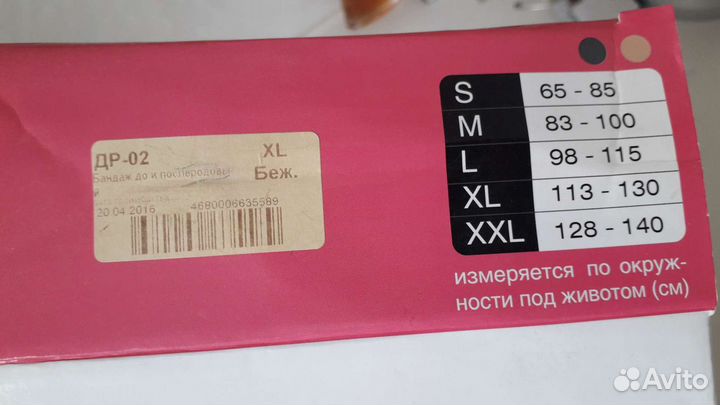 ДР-02 XL
Бандаж до и послеродовы
й Беж.
20.04.2016 4680006635589
S 65 - 85
M 83 - 100
L 98 - 115
XL 113 - 130
XXL 128 - 140
измеряется по окруж-
ности под животом (см)
Avito